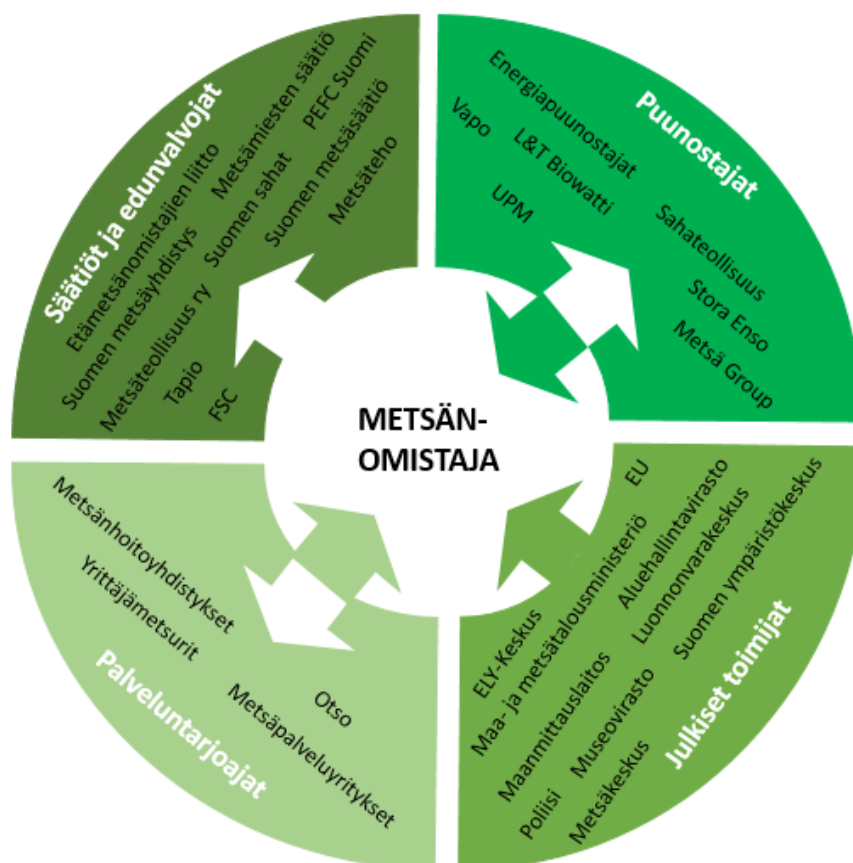 Säätiöt ja edunvalvojat
Etämetsänomistajien liitto
Metsämiesten säätiö
PEFC Suomi
Suomen metsäyhdistys
Suomen sahat
Suomen metsäsäätiö
Metsäteho
Metsäteollisuus ry
Tapio
FSC
Puunostajat
Energiapuunostajat
Vapo
L&T Biowatti
UPM
Sahateollisuus
Stora Enso
Metsä Group
METSÄN-
OMISTAJA
Metsänhoitoyhdistykset
Yrittäjämetsurit
Palveluntarjoajat
Otso
Metsäpalveluyritykset
EU
ELY-Keskus
Maa- ja metsätalousministeriö
Aluehallintavirasto
Luonnonvarakeskus
Suomen ympäristökeskus
Maanmittauslaitos
Museovirasto
Poliisi
Metsäkeskus
Julkiset toimijat